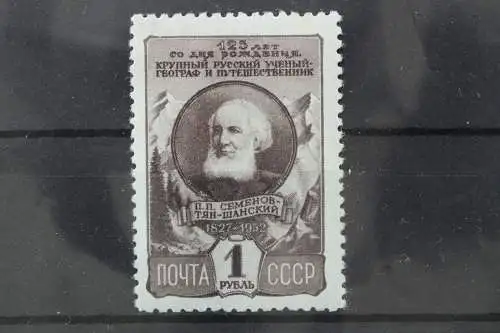 125 лет
со дня рождения.
крупный русский ученый-
географ и путешественник
П.П. СЕМЕНОВ-
ТЯН-ШАНСКИЙ
1827-1952
ПОЧТА 1 СССР
РУБЛЬ